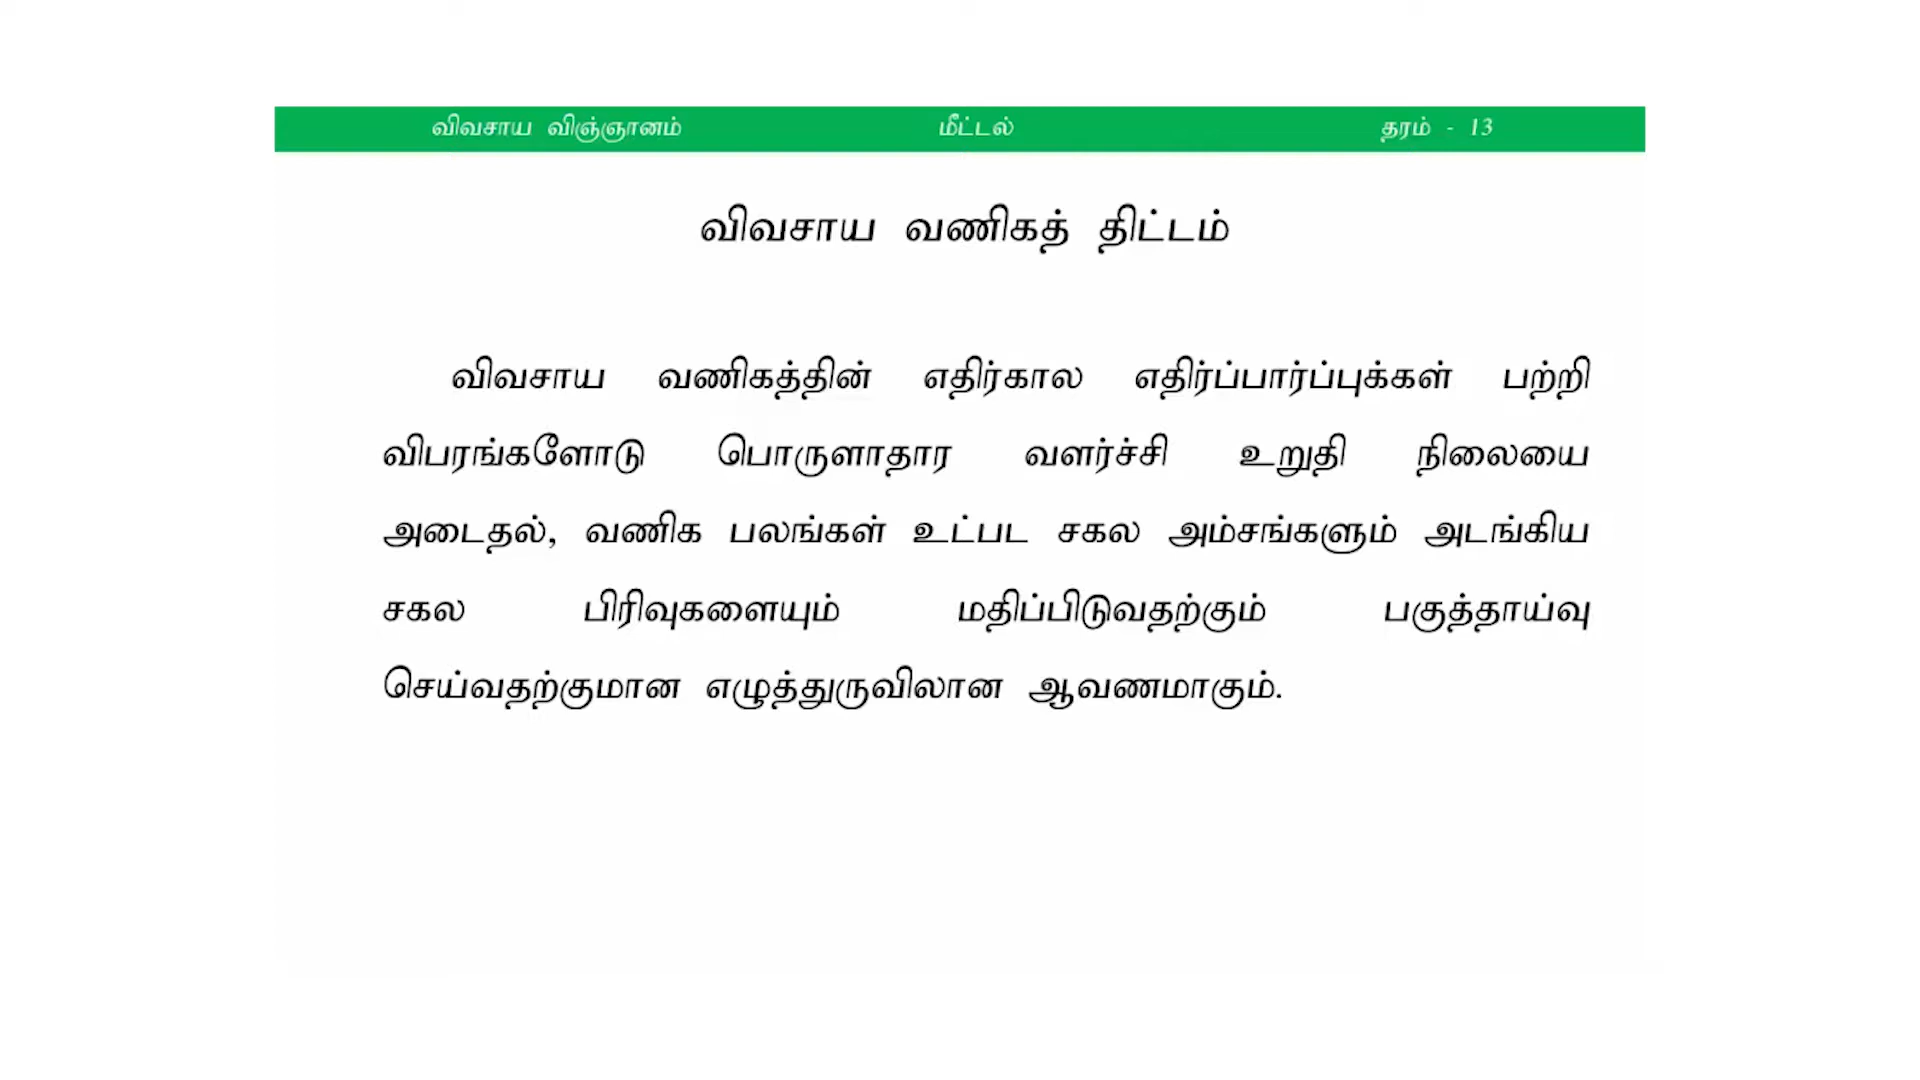 விவசாய விஞ்ஞானம் மீட்டல் தரம் - 13
விவசாய வணிகத் திட்டம்
விவசாய வணிகத்தின் எதிர்கால எதிர்ப்பார்ப்புக்கள் பற்றி
விபரங்களோடு பொருளாதார வளர்ச்சி உறுதி நிலையை
அடைதல், வணிக பலங்கள் உட்பட சகல அம்சங்களும் அடங்கிய
சகல பிரிவுகளையும் மதிப்பிடுவதற்கும் பகுத்தாய்வு
செய்வதற்குமான எழுத்துருவிலான ஆவணமாகும்.